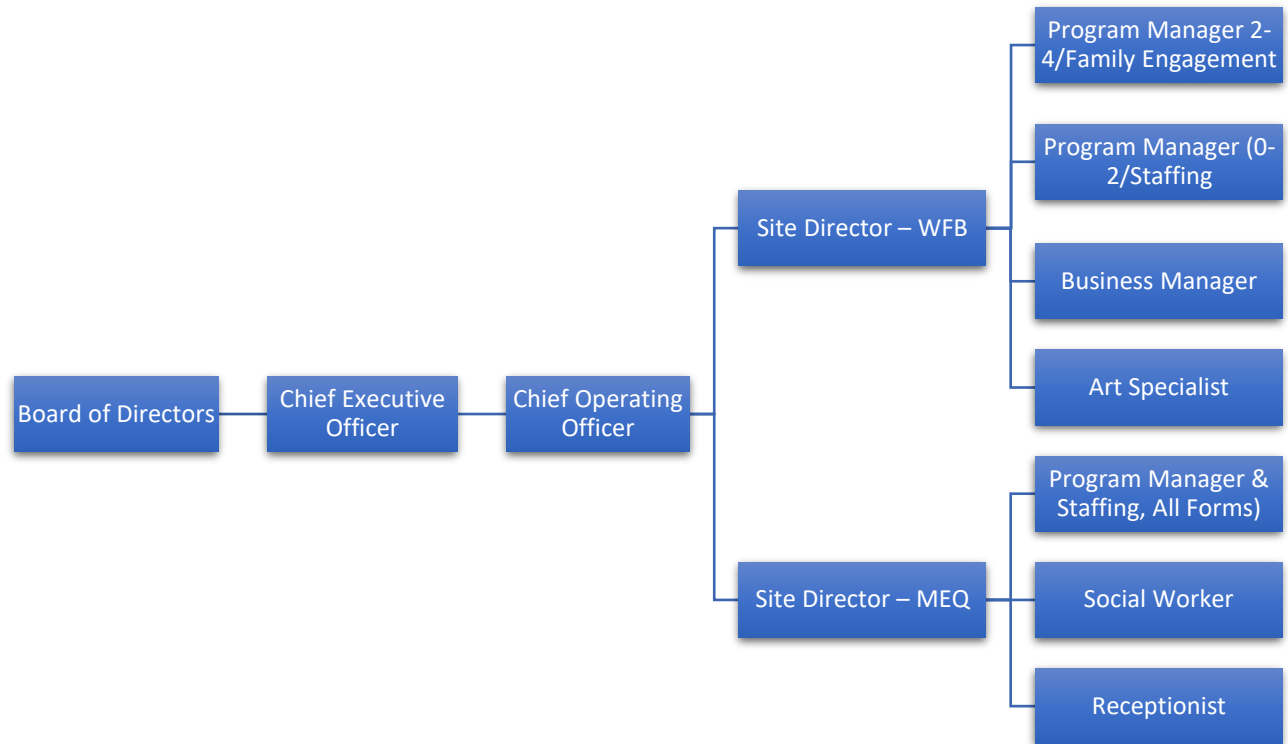 Board of Directors
Chief Executive
Officer
Chief Operating
Officer
Site Director – WFB
Program Manager 2-
4/Family Engagement
Program Manager (0-
2/Staffing
Business Manager
Art Specialist
Site Director – MEQ
Program Manager &
Staffing, All Forms)
Social Worker
Receptionist